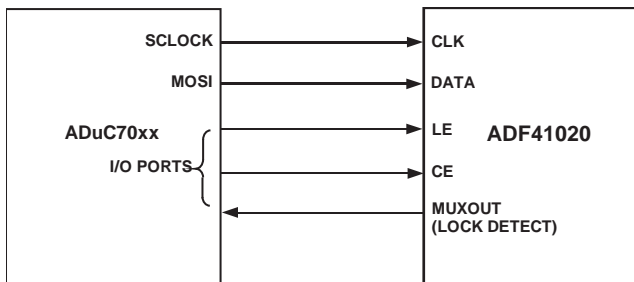 SCLOCK
MOSI
ADuC70xx
I/O PORTS
CLK
DATA
LE
ADF41020
CE
MUXOUT
(LOCK DETECT)